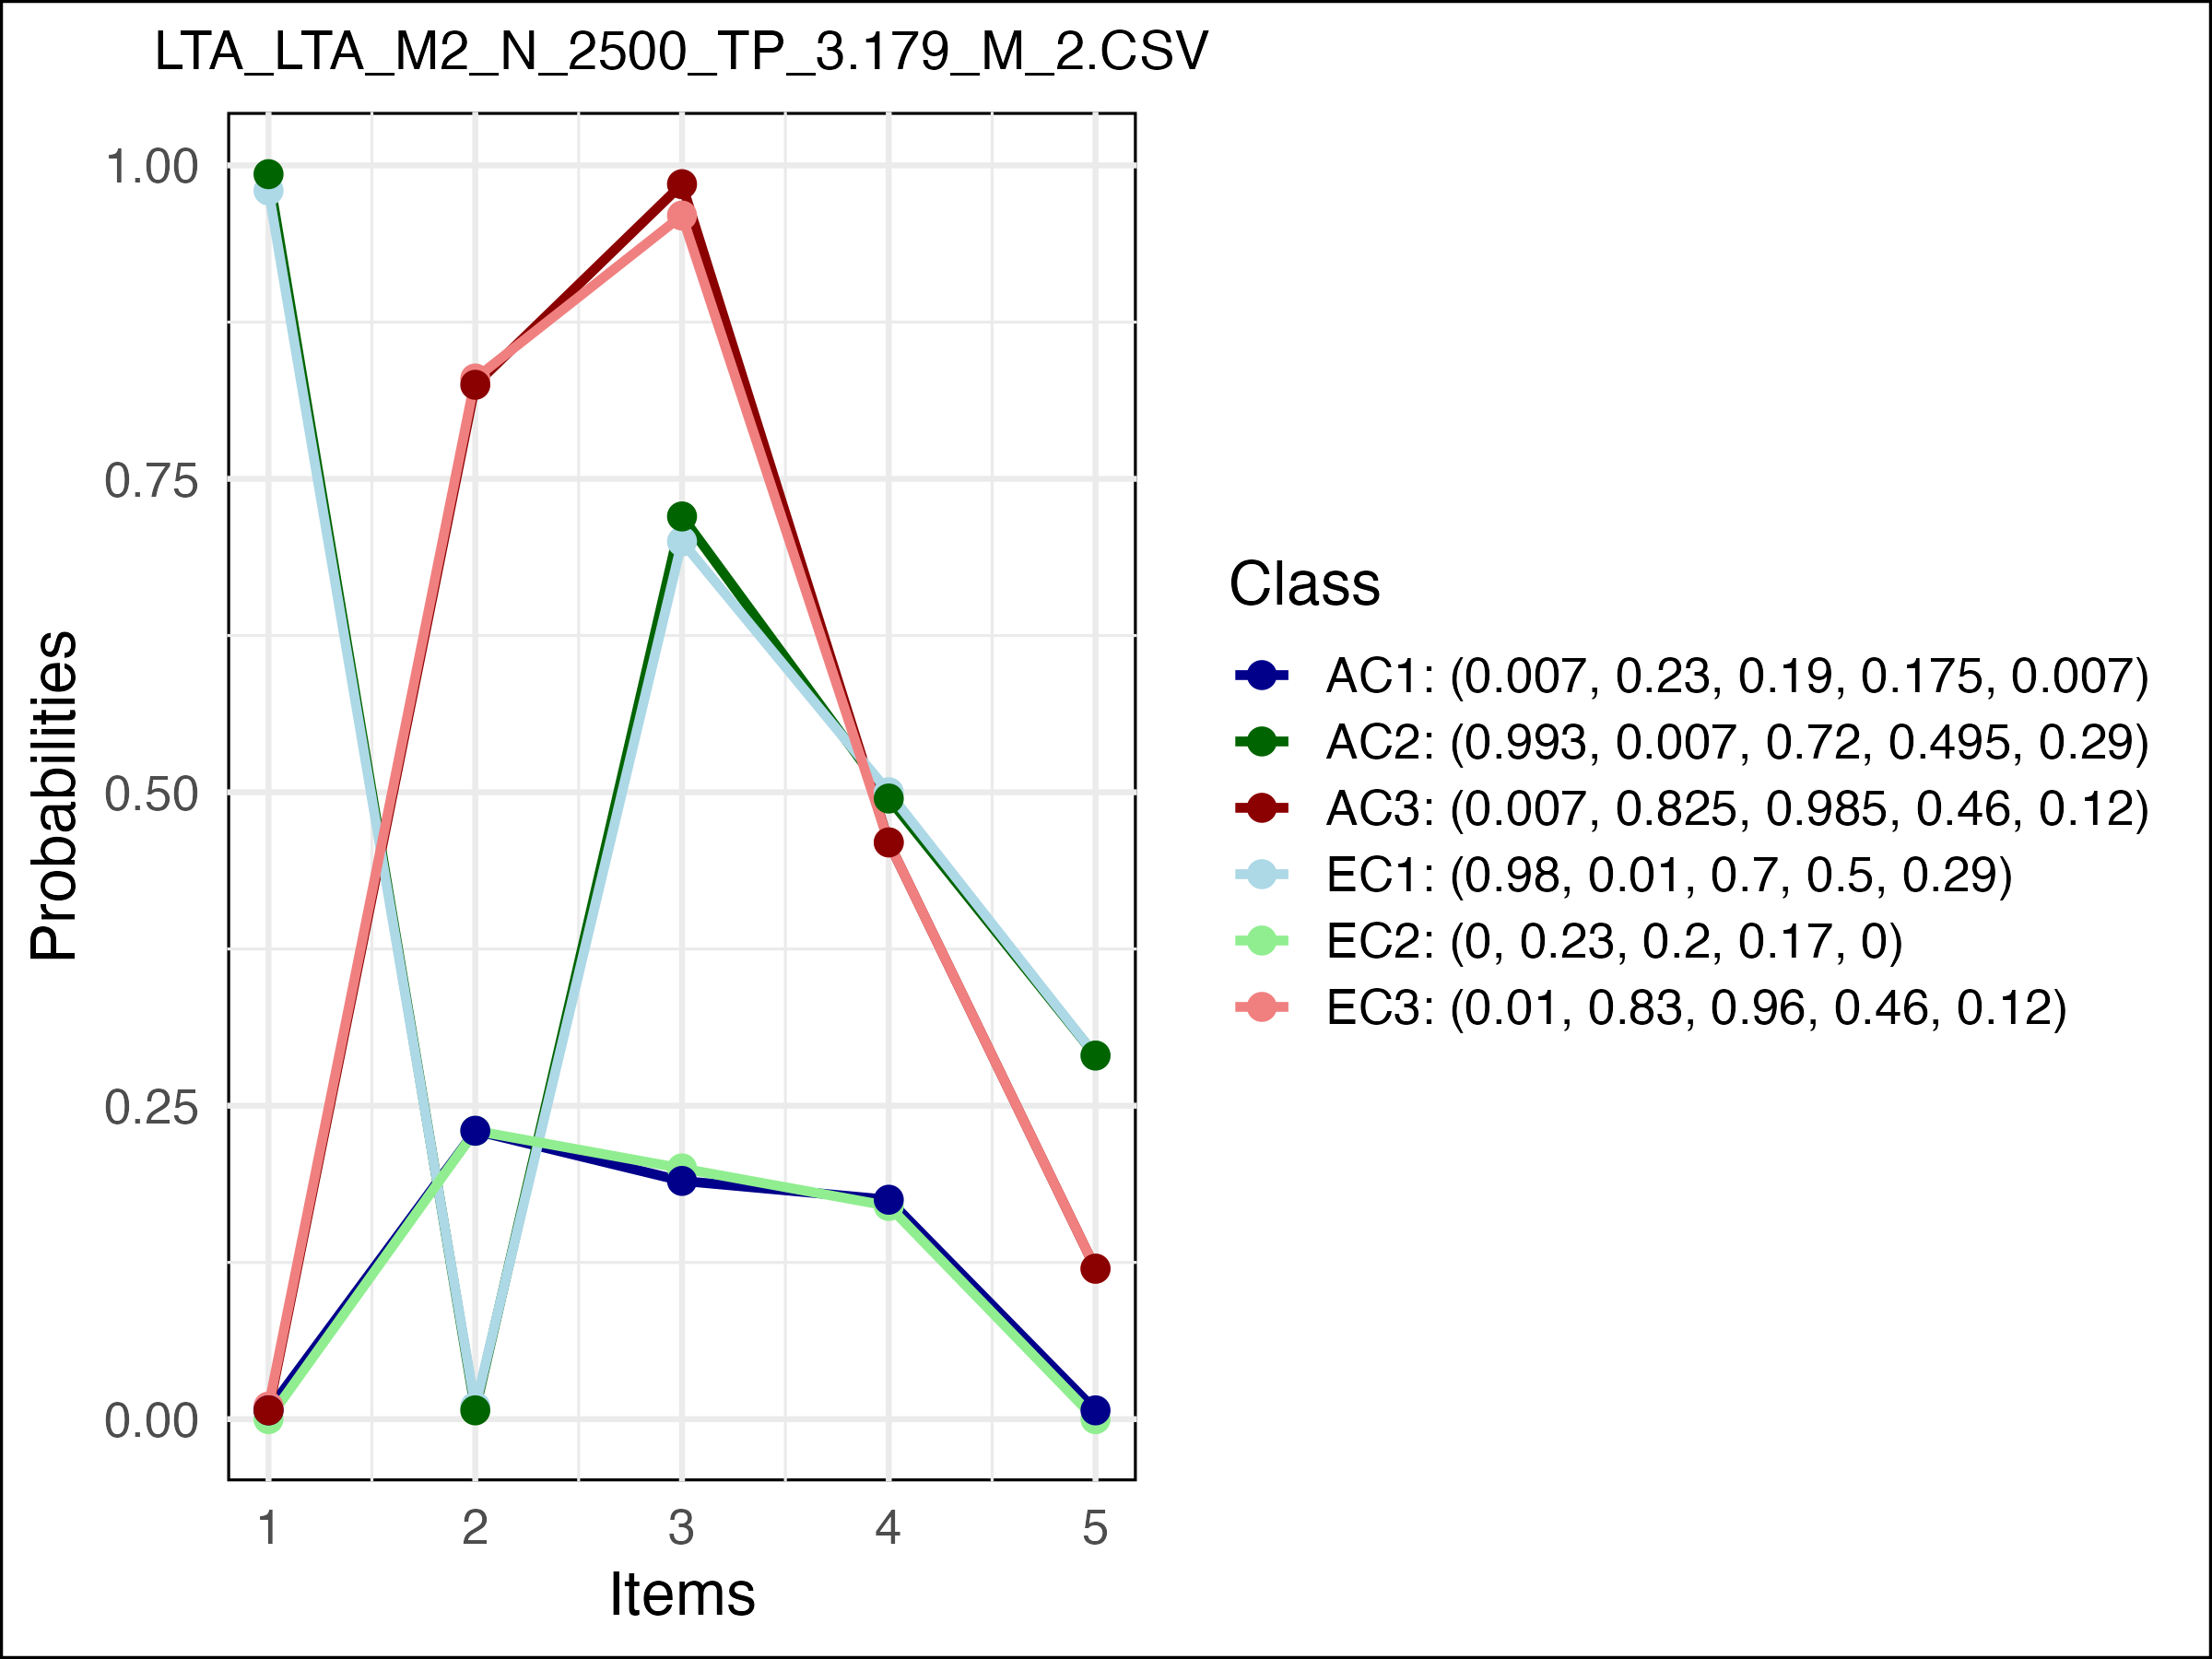 LTA_LTA_M2_N_2500_TP_3.179_M_2.CSV
1.00
0.75
0.50
0.25
0.00
Probabilities
1 2 3 4 5
Items
Class
AC1: (0.007, 0.23, 0.19, 0.175, 0.007)
AC2: (0.993, 0.007, 0.72, 0.495, 0.29)
AC3: (0.007, 0.825, 0.985, 0.46, 0.12)
EC1: (0.98, 0.01, 0.7, 0.5, 0.29)
EC2: (0, 0.23, 0.2, 0.17, 0)
EC3: (0.01, 0.83, 0.96, 0.46, 0.12)